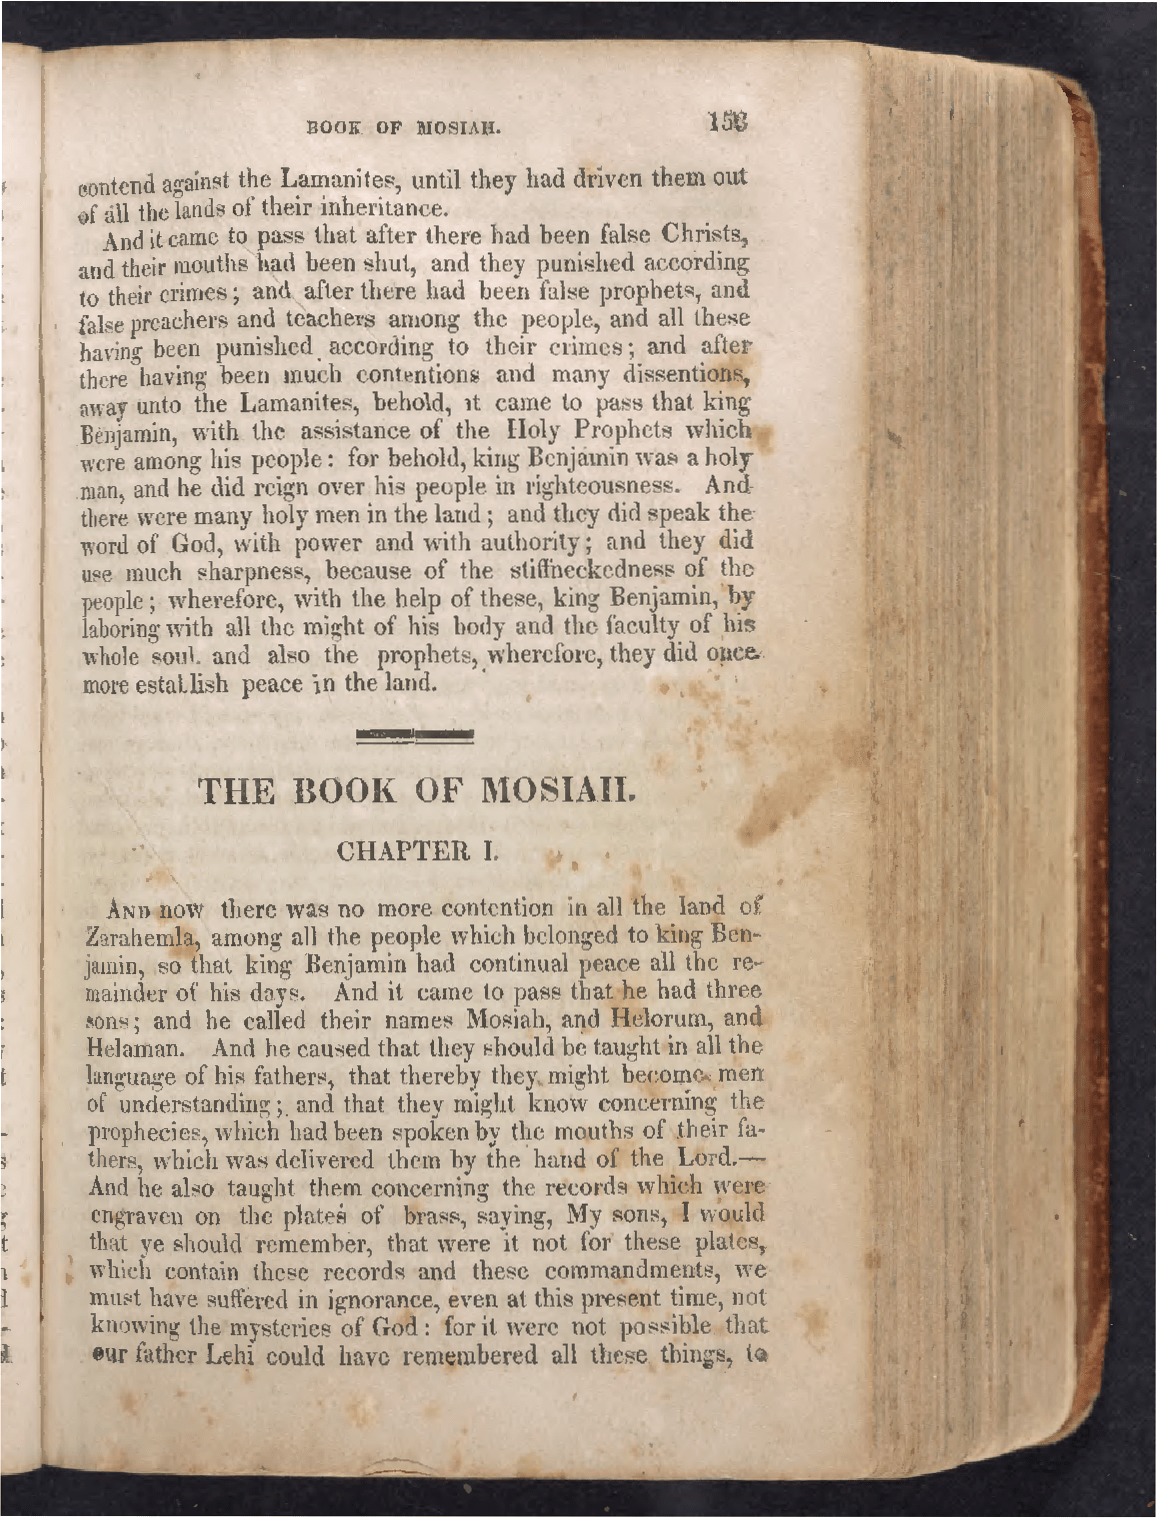 BOOK OF MOSIAH. 153
contend against the Lamanites, until they had driven them out
of all the lands of their inheritance.
And it came to pass that after there had been false Christs,
and their mouths had been shut, and they punished according
to their crimes; and after there had been false prophets, and
false preachers and teachers among the people, and all these
having been punished according to their crimes; and after
there having been much contentions and many dissentions,
away unto the Lamanites, behold, it came to pass that king
Benjamin, with the assistance of the Holy Prophets which
were among his people: for behold, king Benjamin was a holy
man, and he did reign over his people in righteousness. And
there were many holy men in the land; and they did speak the
word of God, with power and with authority; and they did
use much sharpness, because of the stiffneckedness of the
people; wherefore, with the help of these, king Benjamin, by
laboring with all the might of his body and the faculty of his
whole soul. and also the prophets, wherefore, they did once
more establish peace in the land.
THE BOOK OF MOSIAH.
CHAPTER I.
AND now there was no more contention in all the land of
Zarahemla, among all the people which belonged to king Ben-
jamin, so that king Benjamin had continual peace all the re-
mainder of his days. And it came to pass that he had three
sons; and he called their names Mosiah, and Helorum, and
Helaman. And he caused that they should be taught in all the
language of his fathers, that thereby they might become men
of understanding; and that they might know concerning the
prophecies, which had been spoken by the mouths of their fa-
thers, which was delivered them by the hand of the Lord.—
And he also taught them concerning the records which were
engraven on the plates of brass, saying, My sons, I would
that ye should remember, that were it not for these plates,
which contain these records and these commandments, we
must have suffered in ignorance, even at this present time, not
knowing the mysteries of God: for it were not possible that
our father Lehi could have remembered all these things, to